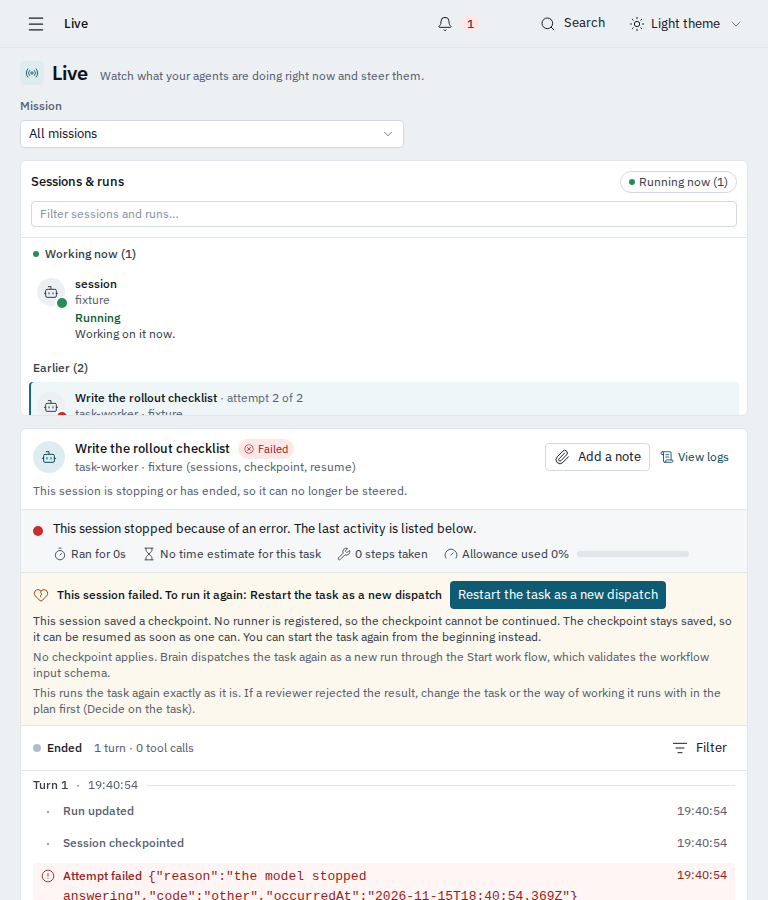 Live
1
Search
Light theme
Live
Watch what your agents are doing right now and steer them.
Mission
All missions
Sessions & runs
Running now (1)
Filter sessions and runs...
Working now (1)
session
fixture
Running
Working on it now.
Earlier (2)
Write the rollout checklist · attempt 2 of 2
task-worker · fixture
Write the rollout checklist
Failed
task-worker · fixture (sessions, checkpoint, resume)
Add a note
View logs
This session is stopping or has ended, so it can no longer be steered.
This session stopped because of an error. The last activity is listed below.
Ran for 0s
No time estimate for this task
0 steps taken
Allowance used 0%
This session failed. To run it again: Restart the task as a new dispatch
Restart the task as a new dispatch
This session saved a checkpoint. No runner is registered, so the checkpoint cannot be continued. The checkpoint stays saved, so
it can be resumed as soon as one can. You can start the task again from the beginning instead.
No checkpoint applies. Brain dispatches the task again as a new run through the Start work flow, which validates the workflow
input schema.
This runs the task again exactly as it is. If a reviewer rejected the result, change the task or the way of working it runs with in the
plan first (Decide on the task).
Ended
1 turn · 0 tool calls
Filter
Turn 1 · 19:40:54
· Run updated
19:40:54
· Session checkpointed
19:40:54
Attempt failed {"reason":"the model stopped
19:40:54
answering","code":"other","occurredAt":"2026-11-15T18:40:54.369Z"}